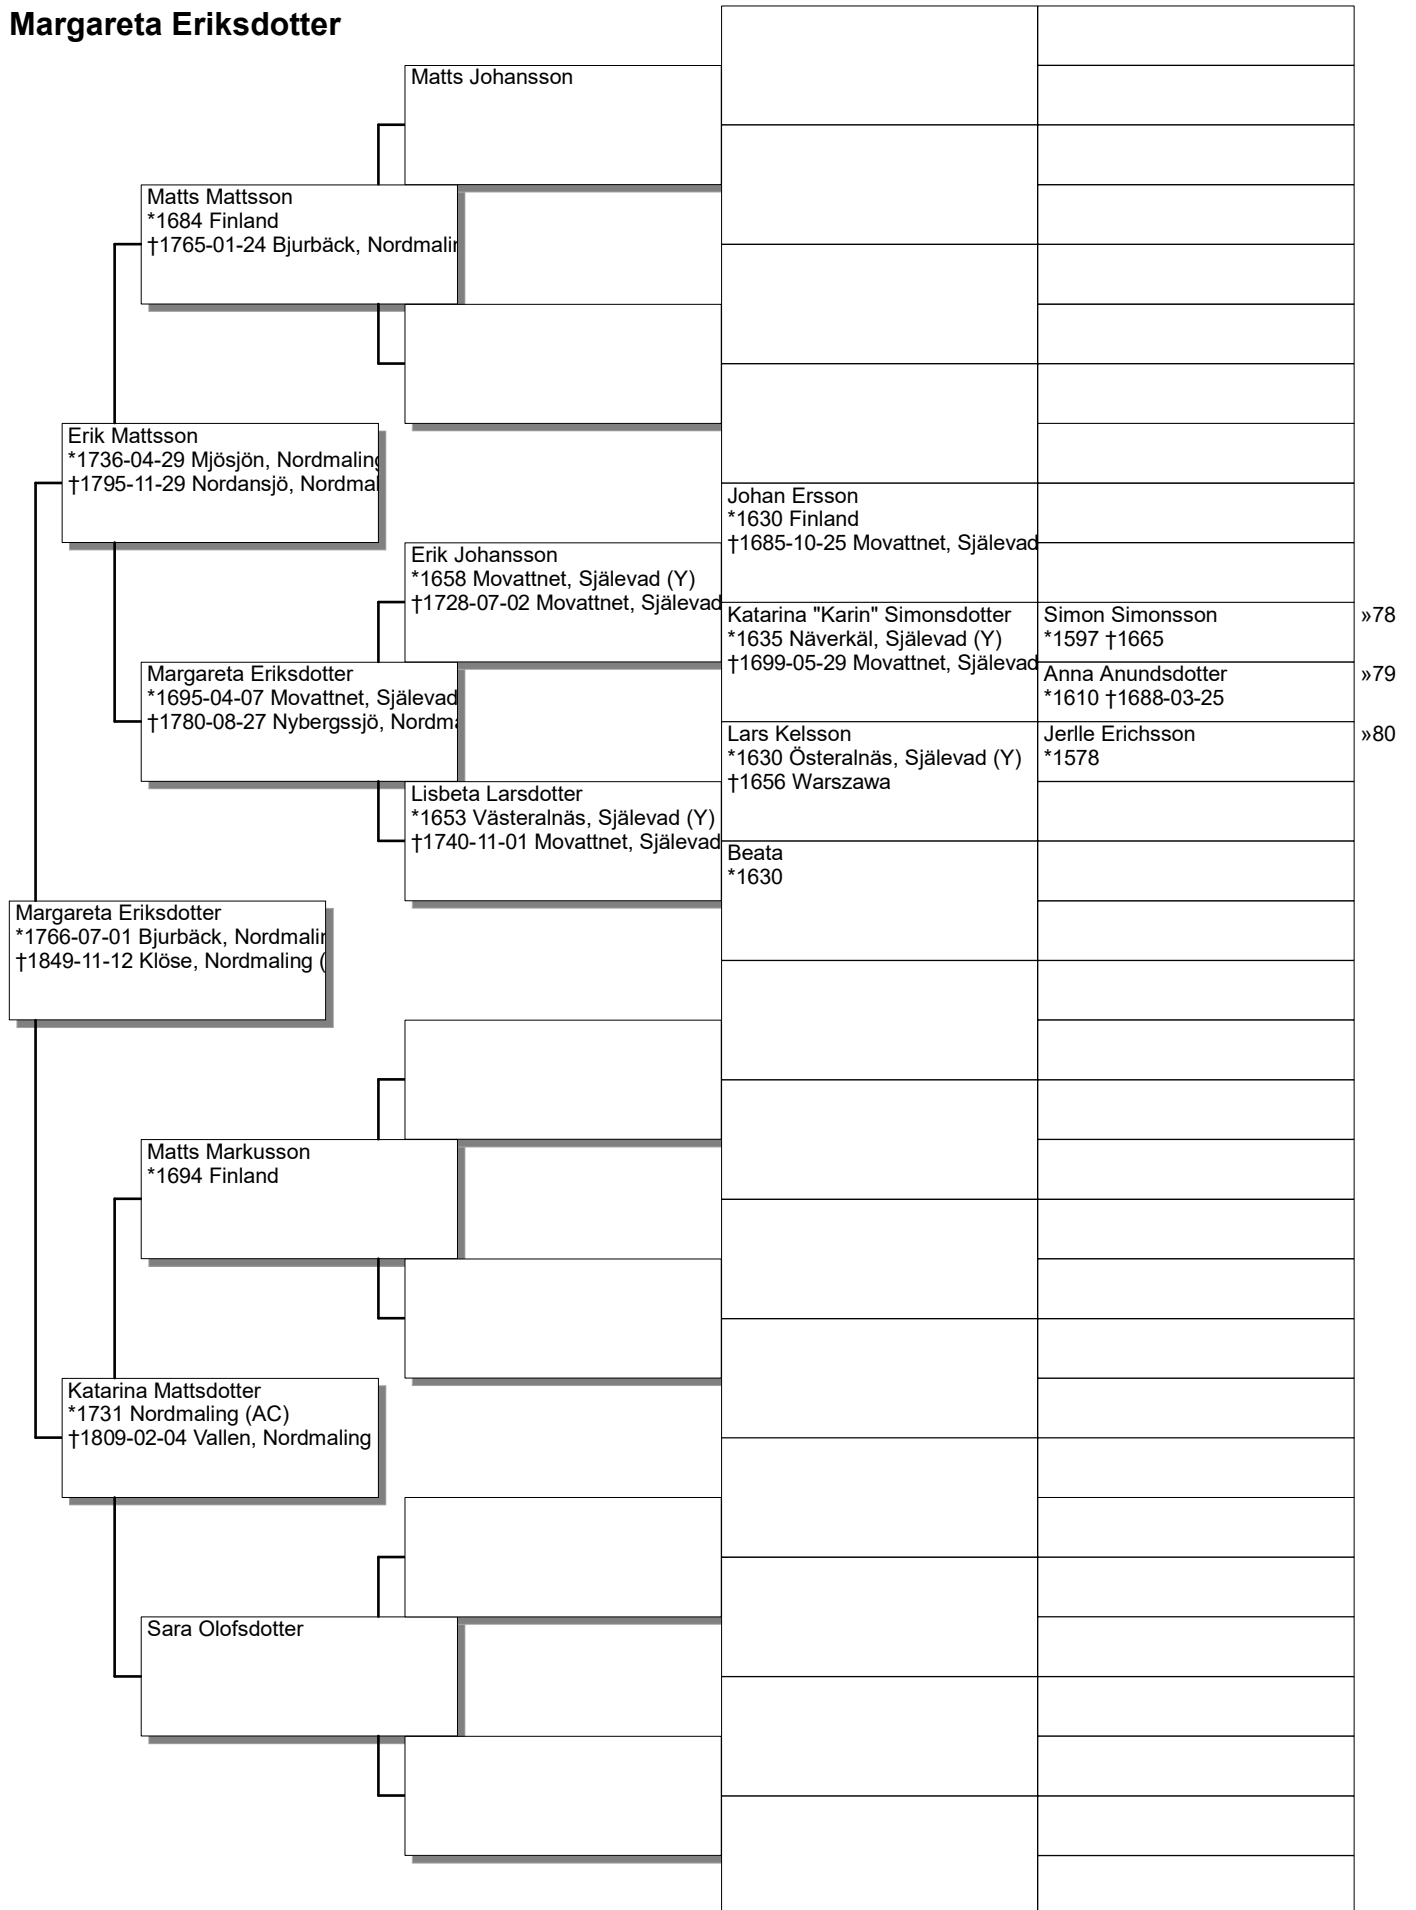 Margareta Eriksdotter
Matts Johansson
Matts Mattsson
*1684 Finland
†1765-01-24 Bjurbäck, Nordmalin
Erik Mattsson
*1736-04-29 Mjösjön, Nordmaling
†1795-11-29 Nordansjö, Nordmal
Johan Ersson
*1630 Finland
†1685-10-25 Movattnet, Själevad
Erik Johansson
*1658 Movattnet, Själevad (Y)
†1728-07-02 Movattnet, Själevad
Katarina "Karin" Simonsdotter
*1635 Näverkäl, Själevad (Y)
†1699-05-29 Movattnet, Själevad
Simon Simonsson
*1597 †1665
»78
Margareta Eriksdotter
*1695-04-07 Movattnet, Själevad
†1780-08-27 Nybergssjö, Nordma
Anna Anundsdotter
*1610 †1688-03-25
»79
Lars Kelsson
*1630 Österalnäs, Själevad (Y)
†1656 Warszawa
Jerlle Erichsson
*1578
»80
Lisbeta Larsdotter
*1653 Västeralnäs, Själevad (Y)
†1740-11-01 Movattnet, Själevad
Beata
*1630
Margareta Eriksdotter
*1766-07-01 Bjurbäck, Nordmalin
†1849-11-12 Klöse, Nordmaling (
Matts Markusson
*1694 Finland
Katarina Mattsdotter
*1731 Nordmaling (AC)
†1809-02-04 Vallen, Nordmaling
Sara Olofsdotter